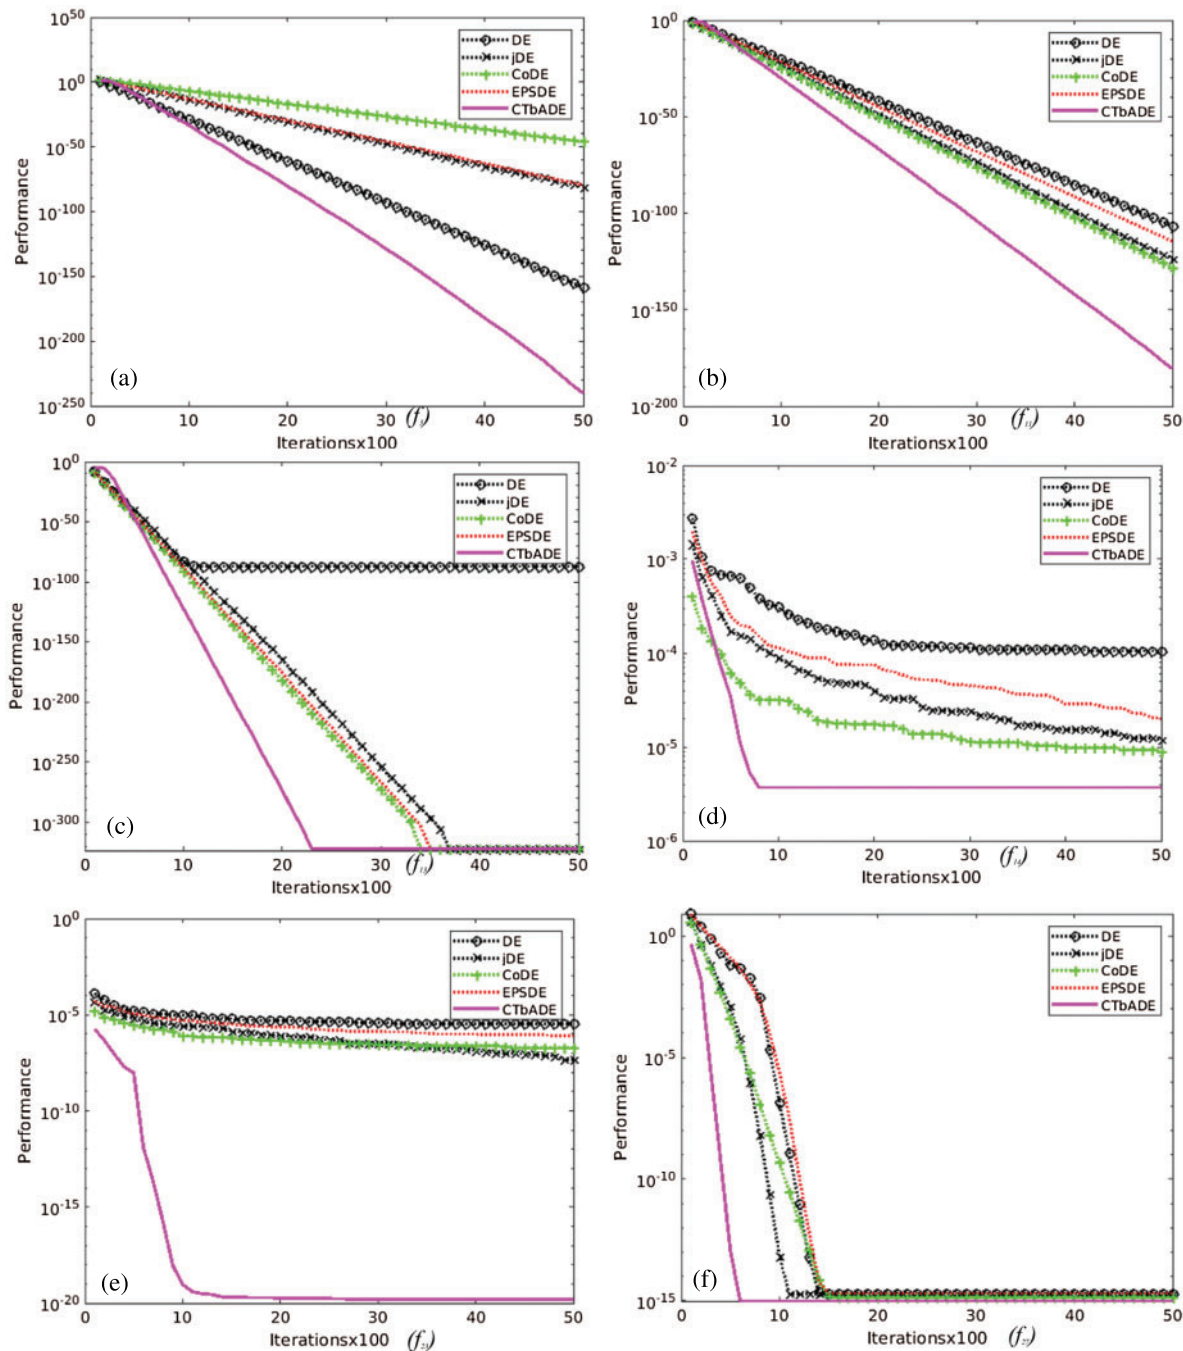 10^50
10^0
10^-50
10^-100
10^-150
10^-200
10^-250
Performance
DE
jDE
CoDE
EPSDE
CTbADE
(a)
0 10 20 30 40 50
Iterationsx100
10^0
10^-50
10^-100
10^-150
10^-200
Performance
DE
jDE
CoDE
EPSDE
CTbADE
(b)
0 10 20 30 40 50
(f_11)
Iterationsx100
10^0
10^-50
10^-100
10^-150
10^-200
10^-250
10^-300
Performance
DE
jDE
CoDE
EPSDE
CTbADE
(c)
0 10 20 30 40 50
(f_13)
Iterationsx100
10^-2
10^-3
10^-4
10^-5
10^-6
Performance
DE
jDE
CoDE
EPSDE
CTbADE
(d)
0 10 20 30 40 50
(f_14)
Iterationsx100
10^0
10^-5
10^-10
10^-15
10^-20
Performance
DE
jDE
CoDE
EPSDE
CTbADE
(e)
0 10 20 30 40 50
Iterationsx100
10^0
10^-5
10^-10
10^-15
Performance
DE
jDE
CoDE
EPSDE
CTbADE
(f)
0 10 20 30 40 50
Iterationsx100